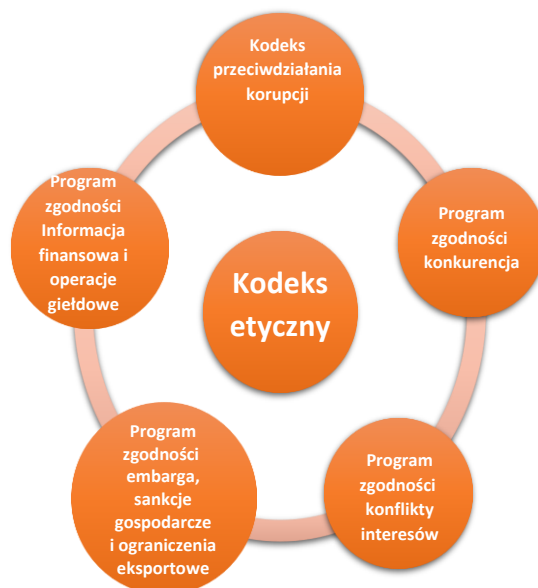 Kodeks
przeciwdziałania
korupcji
Program
zgodności
konkurencja
Program
zgodności
konflikty
interesów
Program
zgodności
embarga,
sankcje
gospodarcze
i ograniczenia
eksportowe
Program
zgodności
Informacja
finansowa i
operacje
giełdowe
Kodeks
etyczny